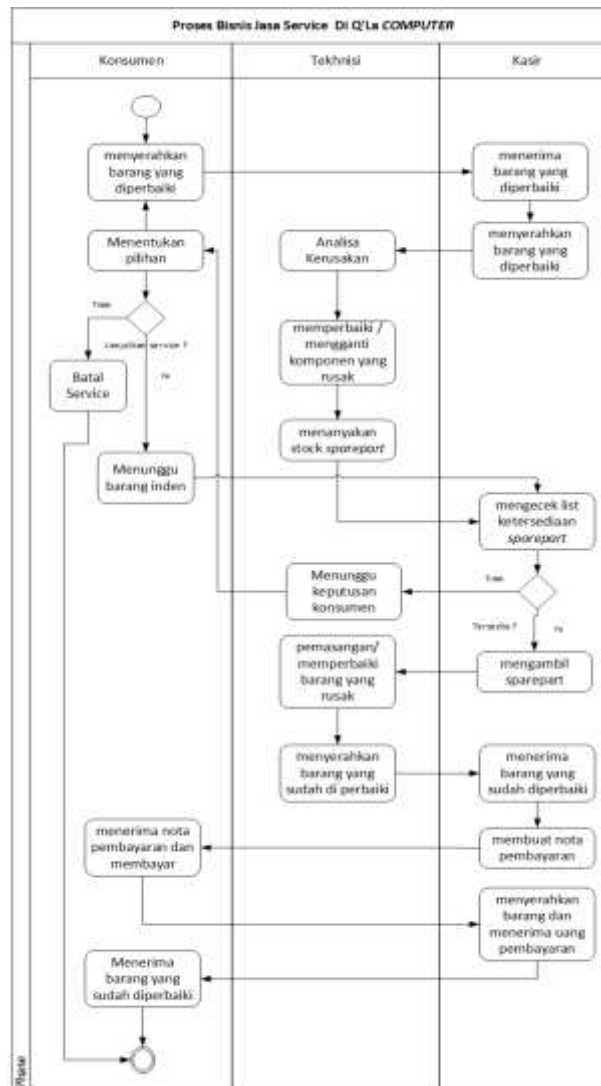 Proses Bisnis Jasa Service Di Q'La COMPUTER
Konsumen
Tekhnisi
Kasir
menyerahkan
barang yang
diperbaiki
menerima
barang yang
diperbaiki
Menentukan
pilihan
Analisa
Kerusakan
menyerahkan
barang yang
diperbaiki
Lanjutkan service ?
Ya
Batal
Service
memperbaiki /
mengganti
komponen yang
rusak
menanyakan
stock sparepart
Menunggu
barang inden
mengecek list
ketersediaan
sparepart
Menunggu
keputusan
konsumen
Tersedia ?
Ya
pemasangan/
memperbaiki
barang yang
rusak
mengambil
sparepart
menyerahkan
barang yang
sudah di perbaiki
menerima
barang yang
sudah diperbaiki
menerima nota
pembayaran dan
membayar
membuat nota
pembayaran
menyerahkan
barang dan
menerima uang
pembayaran
Menerima
barang yang
sudah diperbaiki
Phase